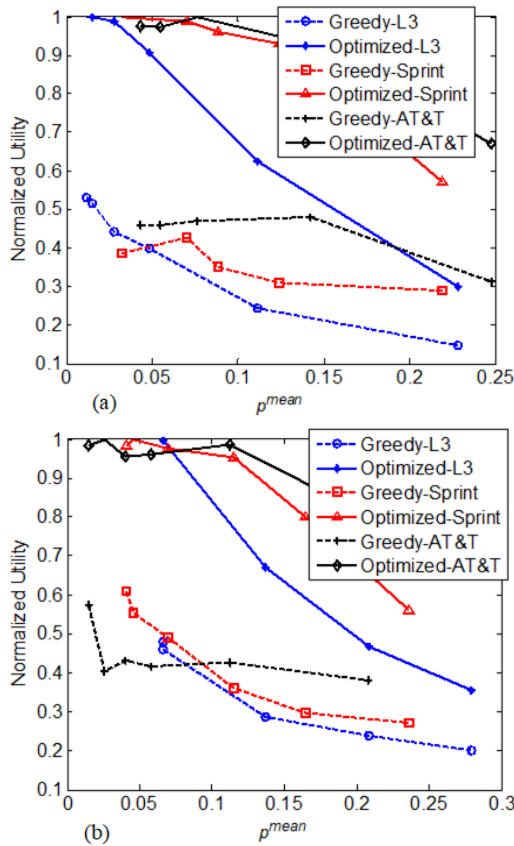 Normalized Utility
1
0.9
0.8
0.7
0.6
0.5
0.4
0.3
0.2
0.1
Greedy-L3
Optimized-L3
Greedy-Sprint
Optimized-Sprint
Greedy-AT&T
Optimized-AT&T
0 0.05 0.1 0.15 0.2 0.25
(a)
p^mean
Normalized Utility
1
0.9
0.8
0.7
0.6
0.5
0.4
0.3
0.2
0.1
Greedy-L3
Optimized-L3
Greedy-Sprint
Optimized-Sprint
Greedy-AT&T
Optimized-AT&T
0 0.05 0.1 0.15 0.2 0.25 0.3
(b)
p^mean